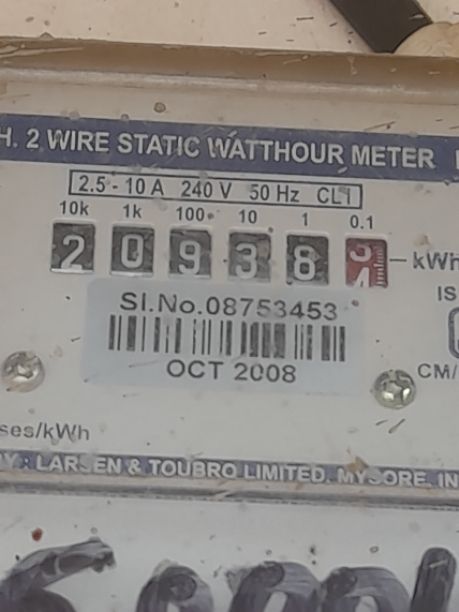 H. 2 WIRE STATIC WATTHOUR METER
2.5 - 10 A 240 V 50 Hz CL 1
10k 1k 100 10 1 0.1
2 0 9 3 8 kWh
IS
SI.No.08753453
OCT 2008
CM/
ses/kWh
Y : LARSEN & TOUBRO LIMITED, MYSORE, IN